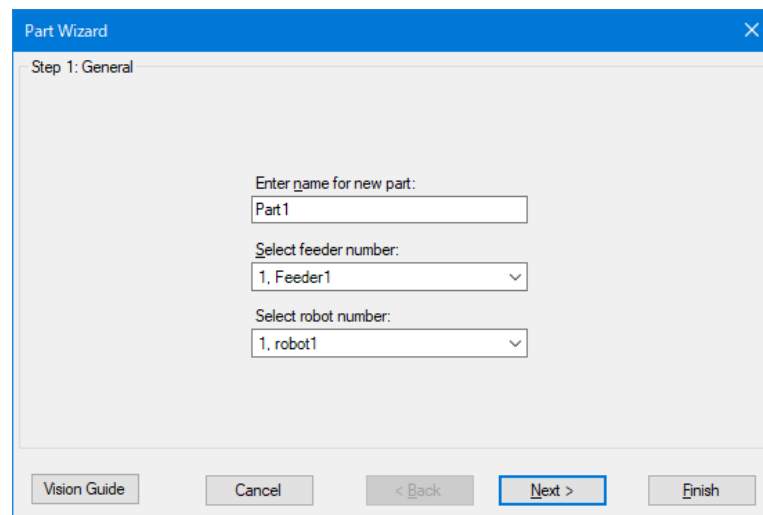 Part Wizard
Step 1: General
Enter name for new part:
Part1
Select feeder number:
1, Feeder1
Select robot number:
1, robot1
Vision Guide
Cancel
< Back
Next >
Finish